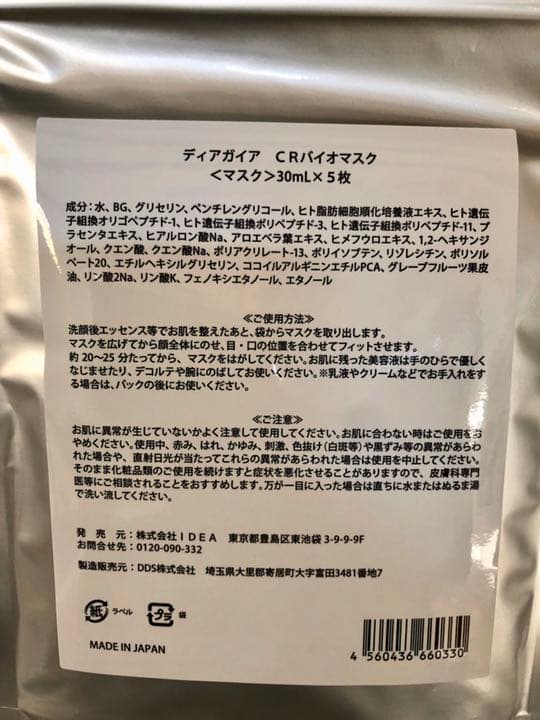 ディアガイア　ＣＲバイオマスク
＜マスク＞30mL×５枚
成分：水、BG、グリセリン、ペンチレングリコール、ヒト脂肪細胞順化培養液エキス、ヒト遺伝
子組換オリゴペプチド-1、ヒト遺伝子組換ポリペプチド-3、ヒト遺伝子組換ポリペプチド-11、プ
ラセンタエキス、ヒアルロン酸Na、アロエベラ葉エキス、ヒメフウロエキス、1,2-ヘキサンジ
オール、クエン酸、クエン酸Na、ポリアクリレート-13、ポリイソブテン、リゾレシチン、ポリソル
ベート20、エチルヘキシルグリセリン、ココイルアルギニンエチルPCA、グレープフルーツ果皮
油、リン酸2Na、リン酸K、フェノキシエタノール、エタノール
≪ご使用方法≫
洗顔後エッセンス等でお肌を整えたあと、袋からマスクを取り出します。
マスクを広げてから顔全体にのせ、目・口の位置を合わせてフィットさせます。
約 20～25 分たってから、マスクをはがしてください。お肌に残った美容液は手のひらで優しく
なじませたり、デコルテや腕にのばしてお使いください。※乳液やクリームなどでお手入れをす
る場合は、パックの後にお使いください。
≪ご注意≫
お肌に異常が生じていないかよく注意して使用してください。お肌に合わない時はご使用を
おやめください。使用中、赤み、はれ、かゆみ、刺激、色抜け(白斑等)や黒ずみ等の異常があらわ
れた場合や、直射日光が当たってこれらの異常があらわれた場合は使用を中止してください。
そのまま化粧品類のご使用を続けますと症状を悪化させることがありますので、皮膚科専門
医等にご相談されることをおすすめします。万が一目に入った場合は直ちに水またはぬるま湯
で洗い流してください。
発　売　元：株式会社ＩＤＥＡ　東京都豊島区東池袋 3-9-9-9F
お問合せ先：0120-090-332
製造販売元：DDS株式会社　埼玉県大里郡寄居町大字富田3481番地7
紙 ラベル プラ 袋
MADE IN JAPAN
4 560436 660330